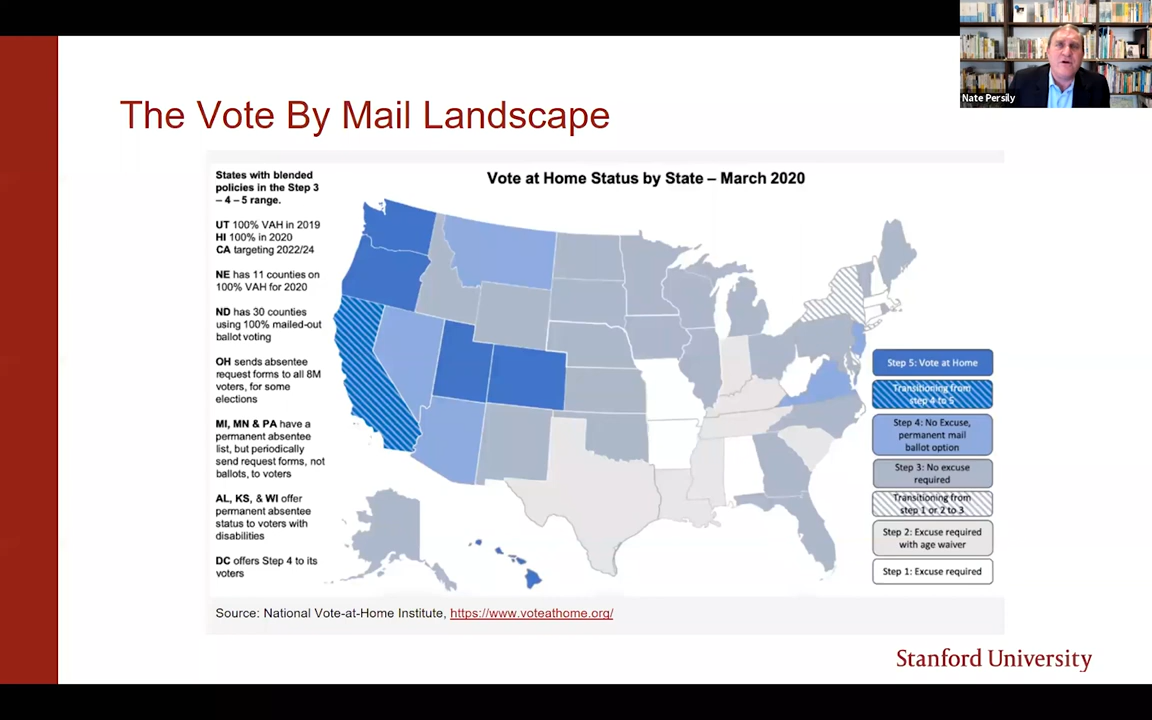 Nate Persily
The Vote By Mail Landscape
States with blended
policies in the Step 3
– 4 – 5 range.
UT 100% VAH in 2019
HI 100% in 2020
CA targeting 2022/24
NE has 11 counties on
100% VAH for 2020
ND has 30 counties
using 100% mailed-out
ballot voting
OH sends absentee
request forms to all 8M
voters, for some
elections
MI, MN & PA have a
permanent absentee
list, but periodically
send request forms, not
ballots, to voters
AL, KS, & WI offer
permanent absentee
status to voters with
disabilities
DC offers Step 4 to its
voters
Vote at Home Status by State – March 2020
Step 5: Vote at Home
Transitioning from
step 4 to 5
Step 4: No Excuse,
permanent mail
ballot option
Step 3: No excuse
required
Transitioning from
step 1 or 2 to 3
Step 2: Excuse required
with age waiver
Step 1: Excuse required
Source: National Vote-at-Home Institute, https://www.voteathome.org/
Stanford University